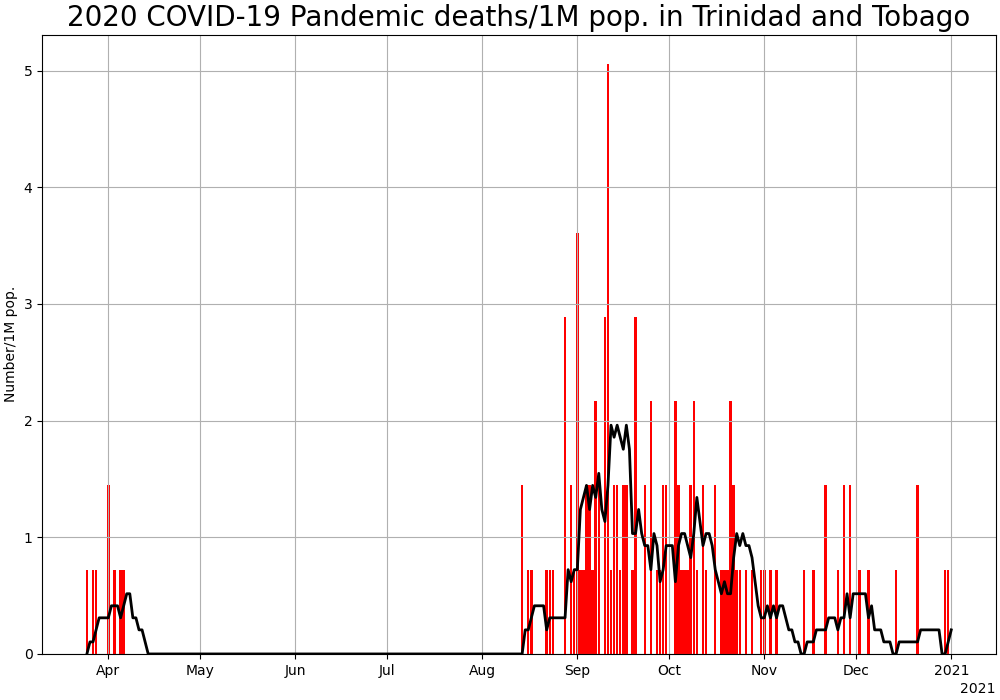 2020 COVID-19 Pandemic deaths/1M pop. in Trinidad and Tobago
Number/1M pop.
5
4
3
2
1
0
Apr May Jun Jul Aug Sep Oct Nov Dec 2021
2021